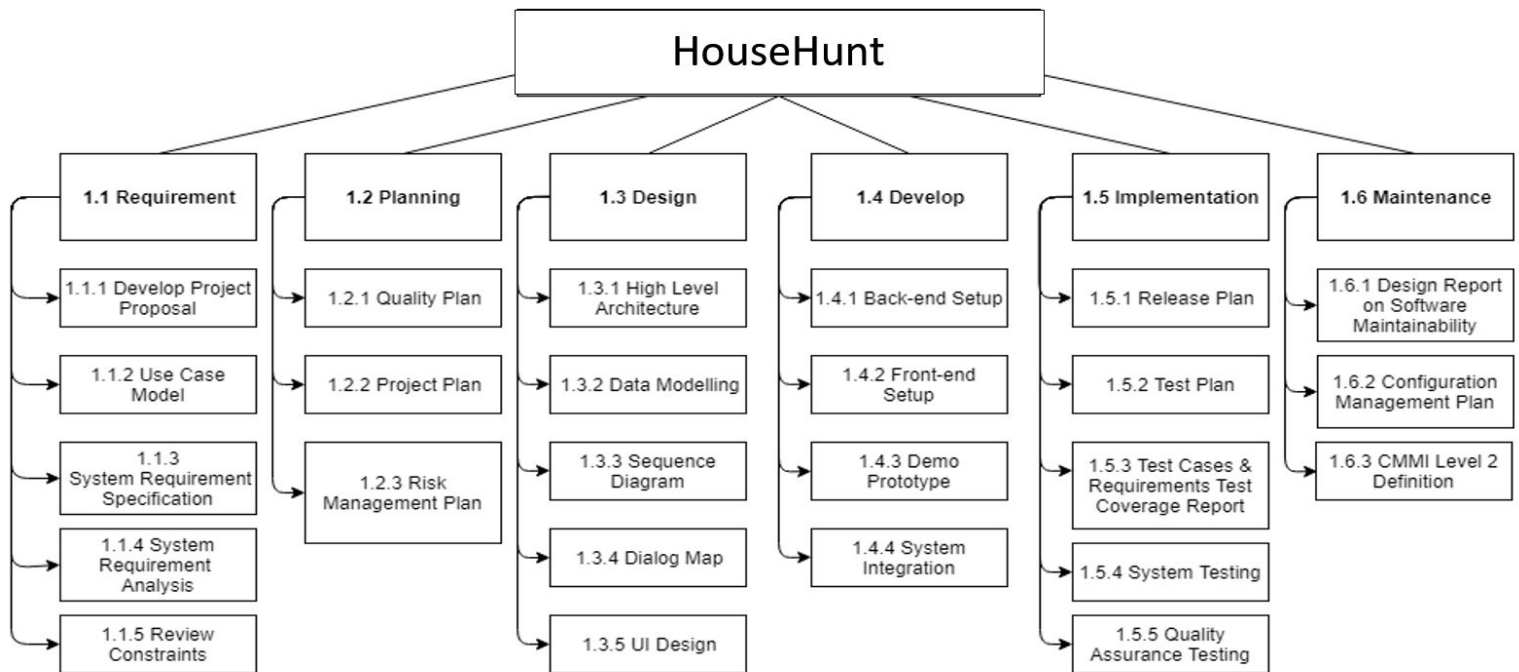 HouseHunt
1.1 Requirement
1.1.1 Develop Project
Proposal
1.1.2 Use Case
Model
1.1.3
System Requirement
Specification
1.1.4 System
Requirement
Analysis
1.1.5 Review
Constraints
1.2 Planning
1.2.1 Quality Plan
1.2.2 Project Plan
1.2.3 Risk
Management Plan
1.3 Design
1.3.1 High Level
Architecture
1.3.2 Data Modelling
1.3.3 Sequence
Diagram
1.3.4 Dialog Map
1.3.5 UI Design
1.4 Develop
1.4.1 Back-end Setup
1.4.2 Front-end
Setup
1.4.3 Demo
Prototype
1.4.4 System
Integration
1.5 Implementation
1.5.1 Release Plan
1.5.2 Test Plan
1.5.3 Test Cases &
Requirements Test
Coverage Report
1.5.4 System Testing
1.5.5 Quality
Assurance Testing
1.6 Maintenance
1.6.1 Design Report
on Software
Maintainability
1.6.2 Configuration
Management Plan
1.6.3 CMMI Level 2
Definition